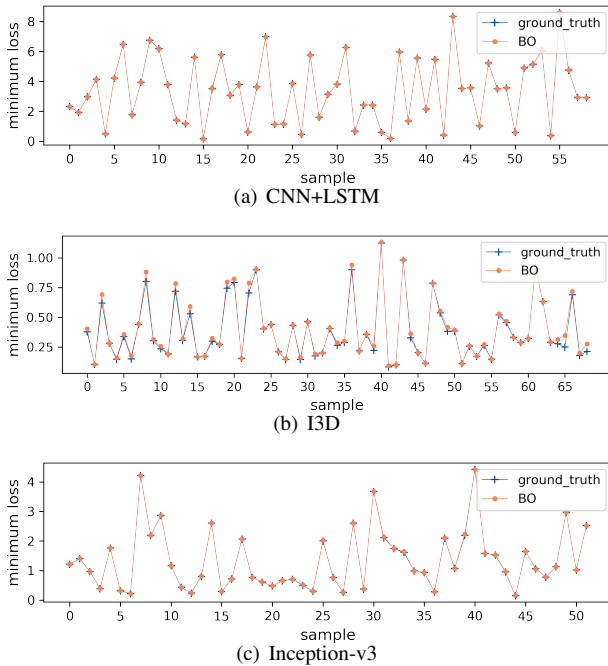 8
6
4
2
0
minimum loss
ground_truth
BO
0 5 10 15 20 25 30 35 40 45 50 55
sample
(a) CNN+LSTM
1.00
0.75
0.50
0.25
minimum loss
ground_truth
BO
0 5 10 15 20 25 30 35 40 45 50 55 60 65
sample
(b) I3D
4
3
2
1
0
minimum loss
ground_truth
BO
0 5 10 15 20 25 30 35 40 45 50
sample
(c) Inception-v3